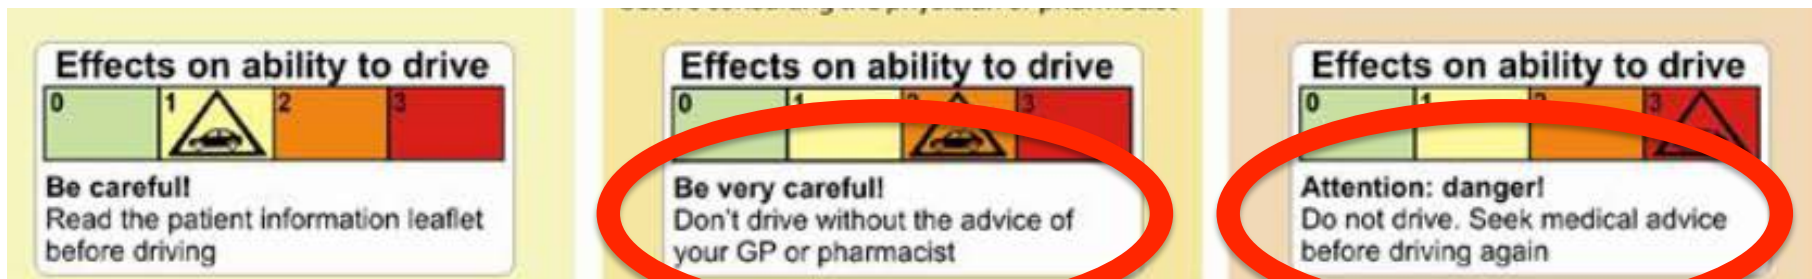 Effects on ability to drive
0 1 2 3
Be careful!
Read the patient information leaflet
before driving
Effects on ability to drive
0 1 2 3
Be very careful!
Don't drive without the advice of
your GP or pharmacist
Effects on ability to drive
0 1 2 3
Attention: danger!
Do not drive. Seek medical advice
before driving again